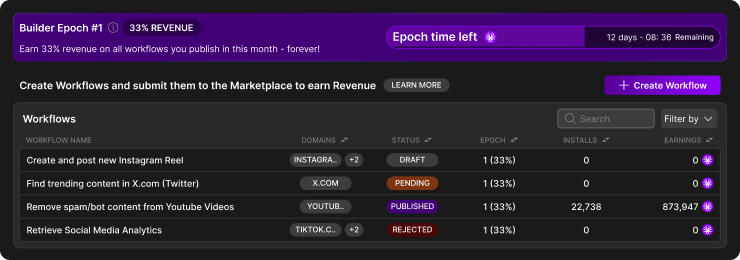 Builder Epoch #1 33% REVENUE
Earn 33% revenue on all workflows you publish in this month - forever!
Epoch time left 12 days - 08: 36 Remaining
Create Workflows and submit them to the Marketplace to earn Revenue LEARN MORE + Create Workflow
Workflows Search Filter by
WORKFLOW NAME DOMAINS STATUS EPOCH INSTALLS EARNINGS
Create and post new Instagram Reel INSTAGRA.. +2 DRAFT 1 (33%) 0 0
Find trending content in X.com (Twitter) X.COM PENDING 1 (33%) 0 0
Remove spam/bot content from Youtube Videos YOUTUB.. PUBLISHED 1 (33%) 22,738 873,947
Retrieve Social Media Analytics TIKTOK.C.. +2 REJECTED 1 (33%) 0 0